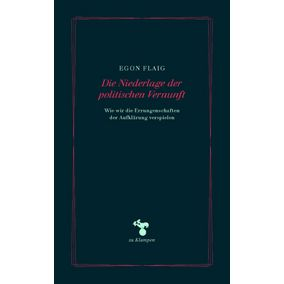 EGON FLAIG
Die Niederlage der
politischen Vernunft
Wie wir die Errungenschaften
der Aufklärung verspielen
zu Klampen